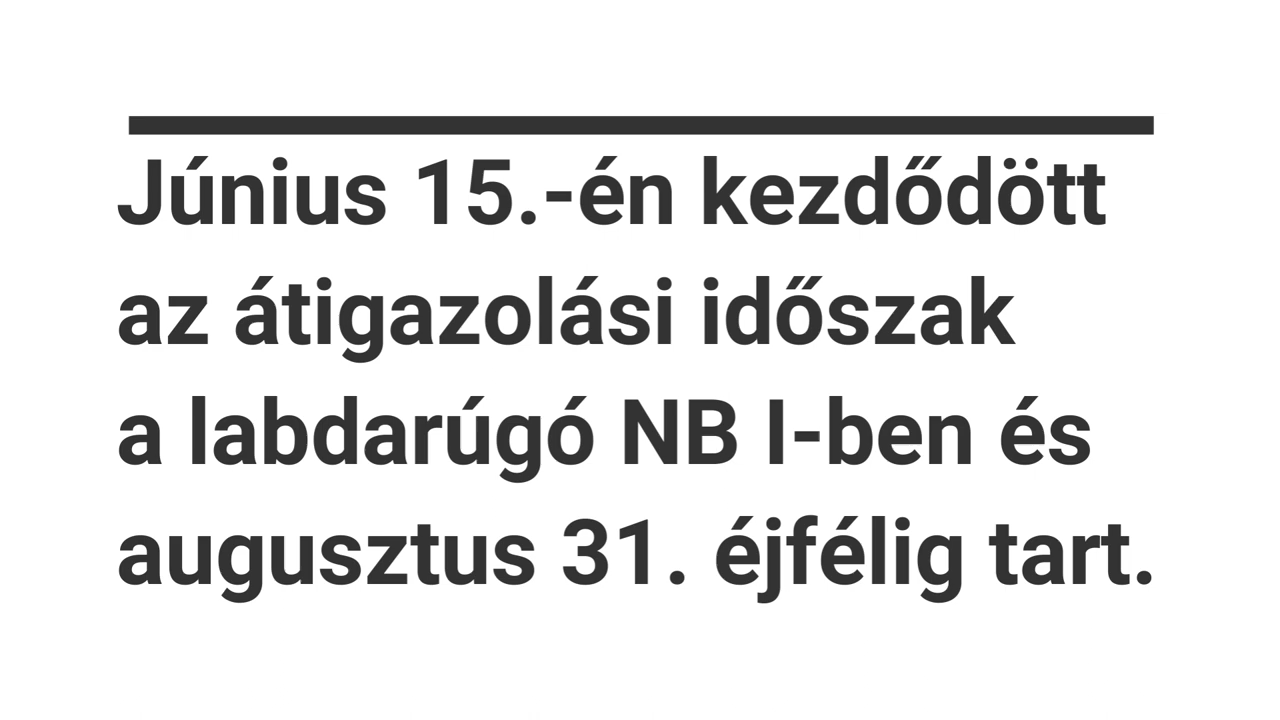 Június 15.-én kezdődött
az átigazolási időszak
a labdarúgó NB I-ben és
augusztus 31. éjfélig tart.